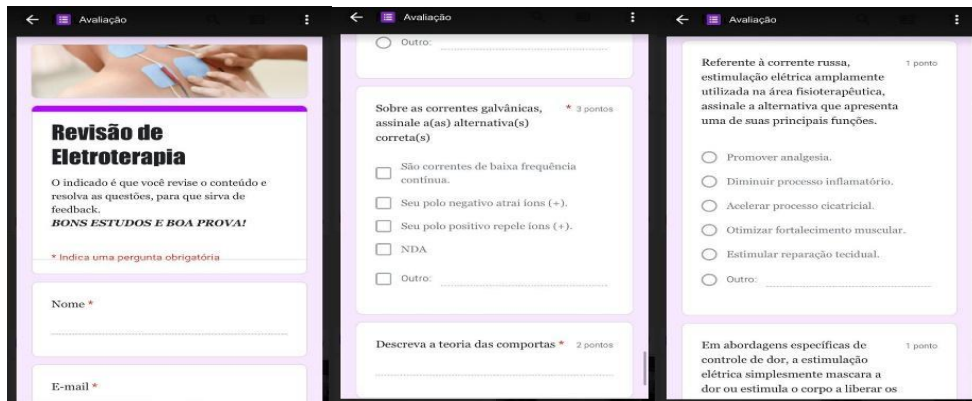 Avaliação
Revisão de
Eletroterapia
O indicado é que você revise o conteúdo e
resolva as questões, para que sirva de
feedback.
BONS ESTUDOS E BOA PROVA!
* Indica uma pergunta obrigatória
Nome *
E-mail *
Avaliação
Outro:
Sobre as correntes galvânicas, * 3 pontos
assinale a(as) alternativa(s)
correta(s)
São correntes de baixa frequência
contínua.
Seu polo negativo atrai íons (+).
Seu polo positivo repele íons (+).
NDA
Outro:
Descreva a teoria das comportas * 2 pontos
Avaliação
Referente à corrente russa, 1 ponto
estimulação elétrica amplamente
utilizada na área fisioterapêutica,
assinale a alternativa que apresenta
uma de suas principais funções.
Promover analgesia.
Diminuir processo inflamatório.
Acelerar processo cicatricial.
Otimizar fortalecimento muscular.
Estimular reparação tecidual.
Outro:
Em abordagens específicas de 1 ponto
controle de dor, a estimulação
elétrica simplesmente mascara a
dor ou estimula o corpo a liberar os